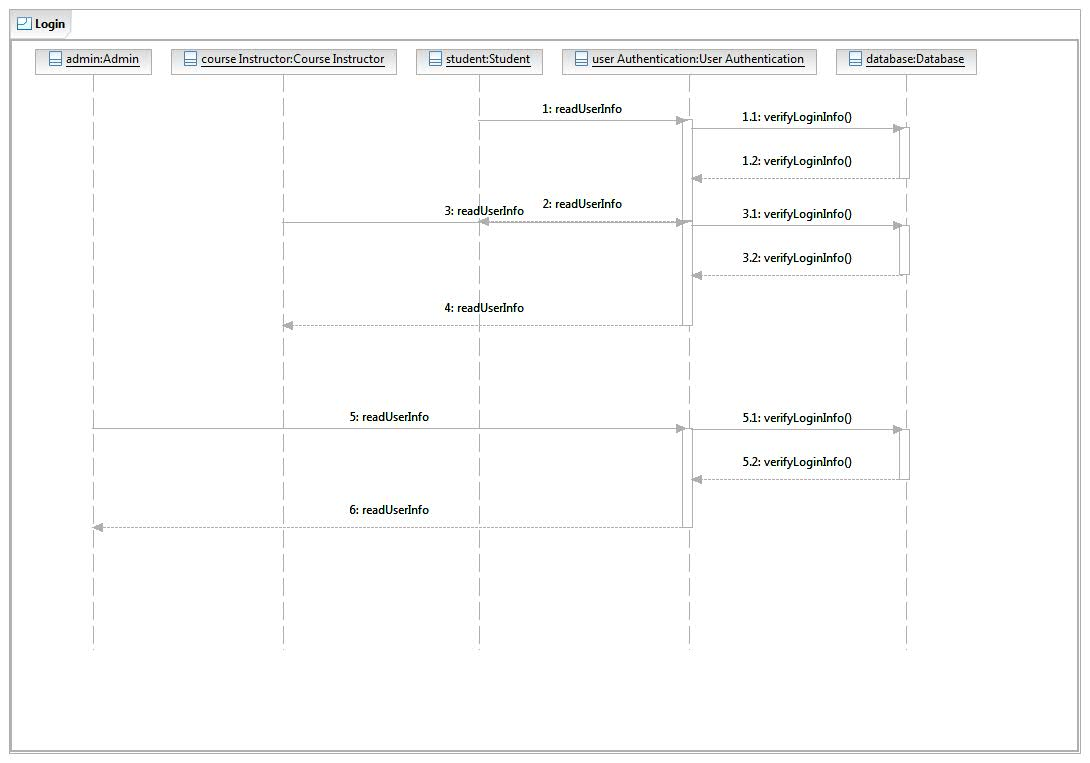 Login
admin:Admin
course Instructor:Course Instructor
student:Student
user Authentication:User Authentication
database:Database
1: readUserInfo
1.1: verifyLoginInfo()
1.2: verifyLoginInfo()
2: readUserInfo
3: readUserInfo
3.1: verifyLoginInfo()
3.2: verifyLoginInfo()
4: readUserInfo
5: readUserInfo
5.1: verifyLoginInfo()
5.2: verifyLoginInfo()
6: readUserInfo